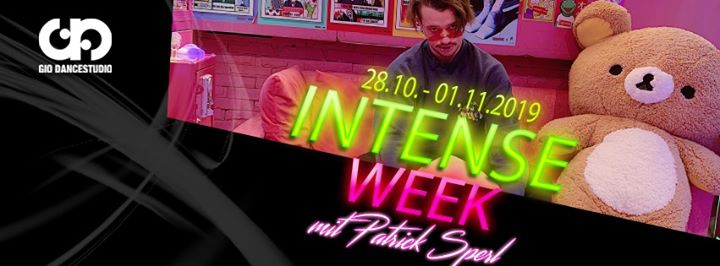 GIO DANCESTUDIO
28.10. - 01.11.2019
INTENSE
WEEK
mit Patrick Sperl